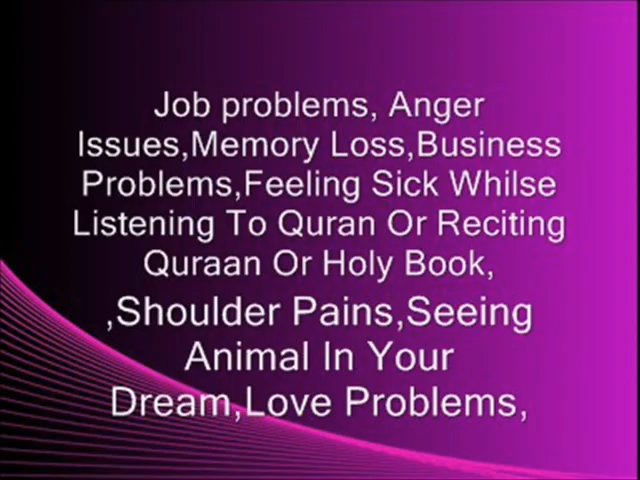 Job problems, Anger
Issues,Memory Loss,Business
Problems,Feeling Sick Whilse
Listening To Quran Or Reciting
Quraan Or Holy Book,
,Shoulder Pains,Seeing
Animal In Your
Dream,Love Problems,